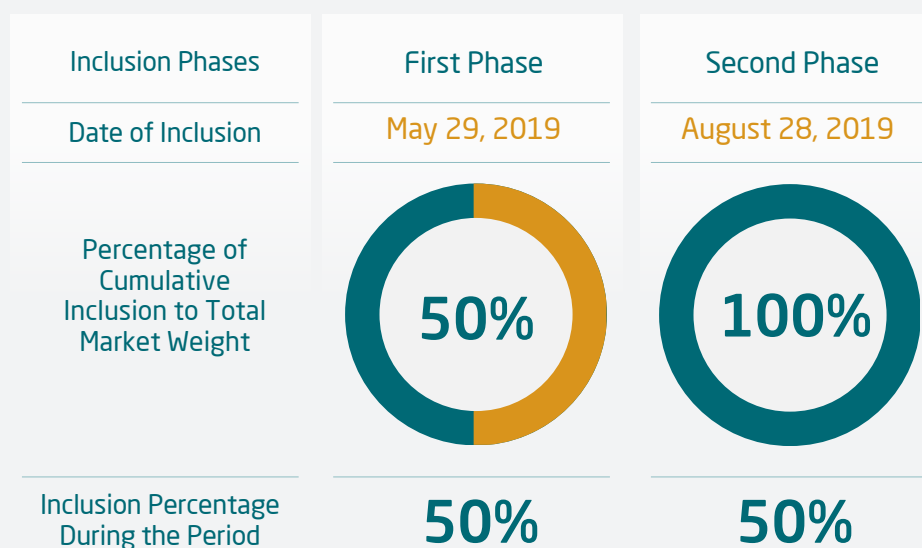 Inclusion Phases
First Phase
Second Phase
Date of Inclusion
May 29, 2019
August 28, 2019
Percentage of
Cumulative
Inclusion to Total
Market Weight
50%
100%
Inclusion Percentage
During the Period
50%
50%